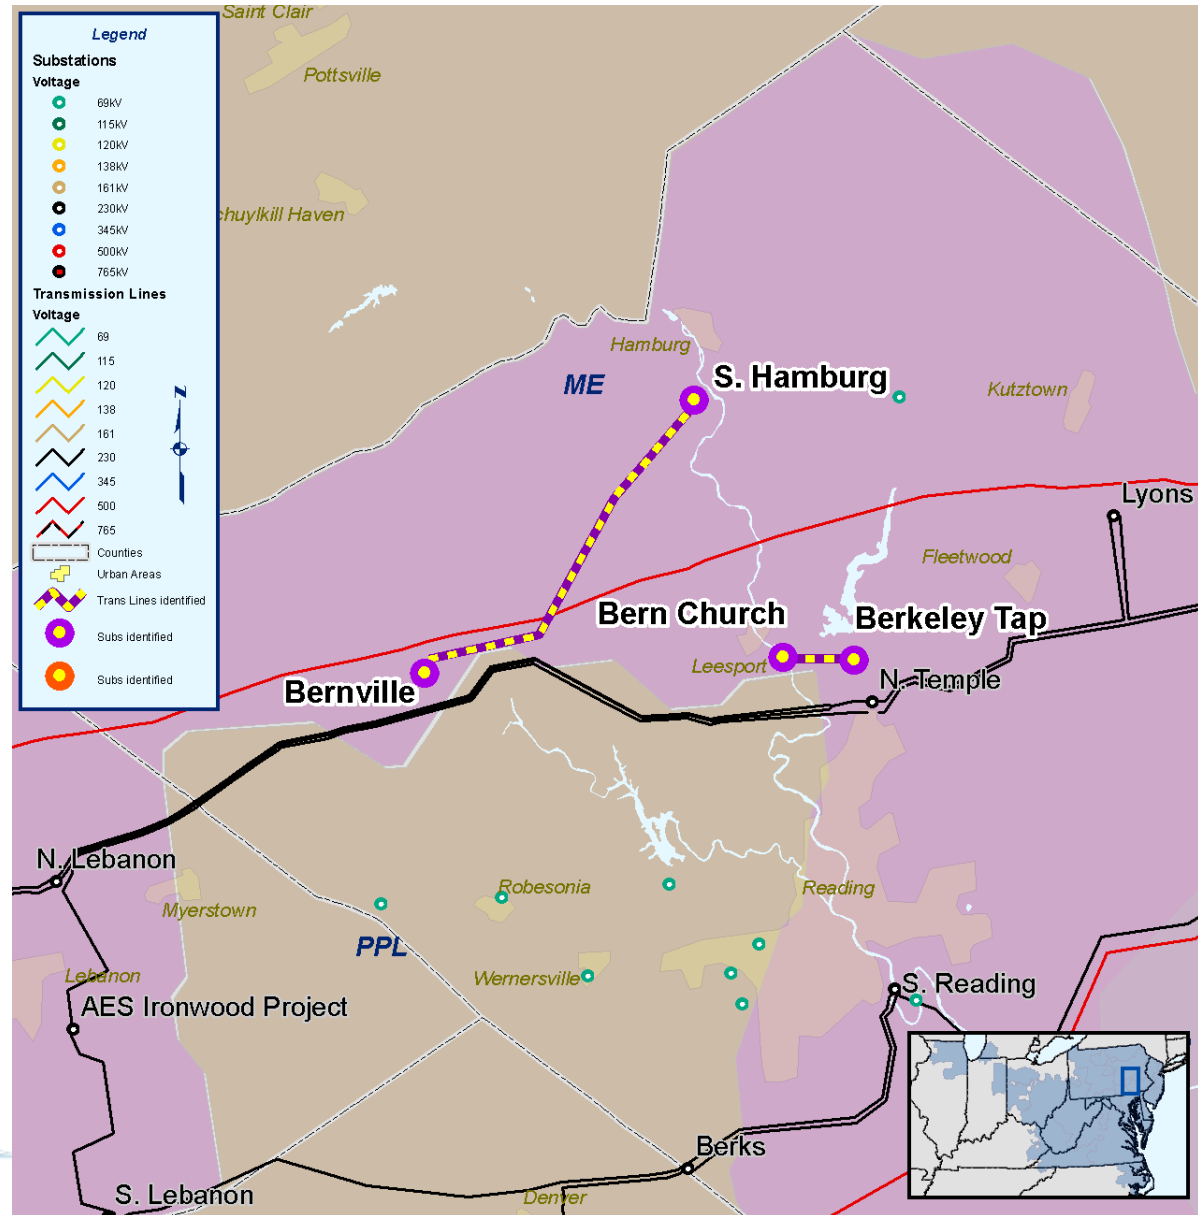 Legend
Substations
Voltage
69kV
115kV
120kV
138kV
161kV
230kV
345kV
500kV
765kV
Transmission Lines
Voltage
69
115
120
138
161
230
345
500
765
Counties
Urban Areas
Trans Lines identified
Subs identified
Subs identified
N
Saint Clair
Pottsville
chuylkill Haven
Hamburg
ME
S. Hamburg
Kutztown
Lyons
Fleetwood
Bern Church
Berkeley Tap
Leesport
N. Temple
Bernville
N. Lebanon
Myerstown
Robesonia
Reading
PPL
Wernersville
Lebanon
AES Ironwood Project
S. Reading
Berks
S. Lebanon
Denver